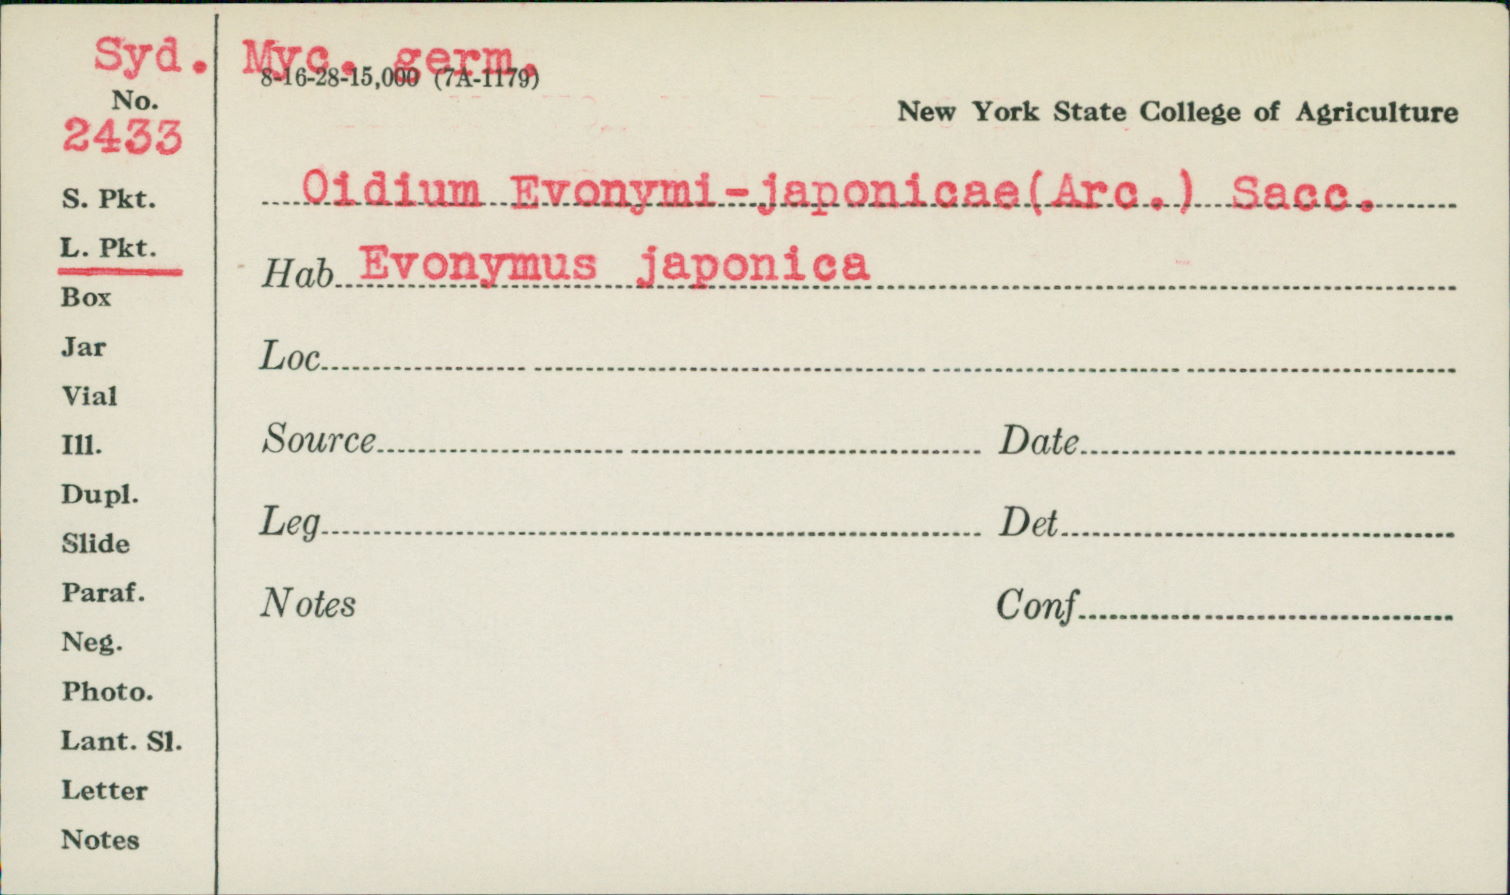 Syd. Myc. germ.
8-16-28-15,000 (7A-1179)
No.
2433
New York State College of Agriculture
S. Pkt.
Oidium Evonymi-japonicae(Arc.) Sacc.
L. Pkt.
Hab Evonymus japonica
Box
Jar
Loc
Vial
Ill.
Source Date
Dupl.
Slide
Leg Det
Paraf.
Notes Conf
Neg.
Photo.
Lant. Sl.
Letter
Notes